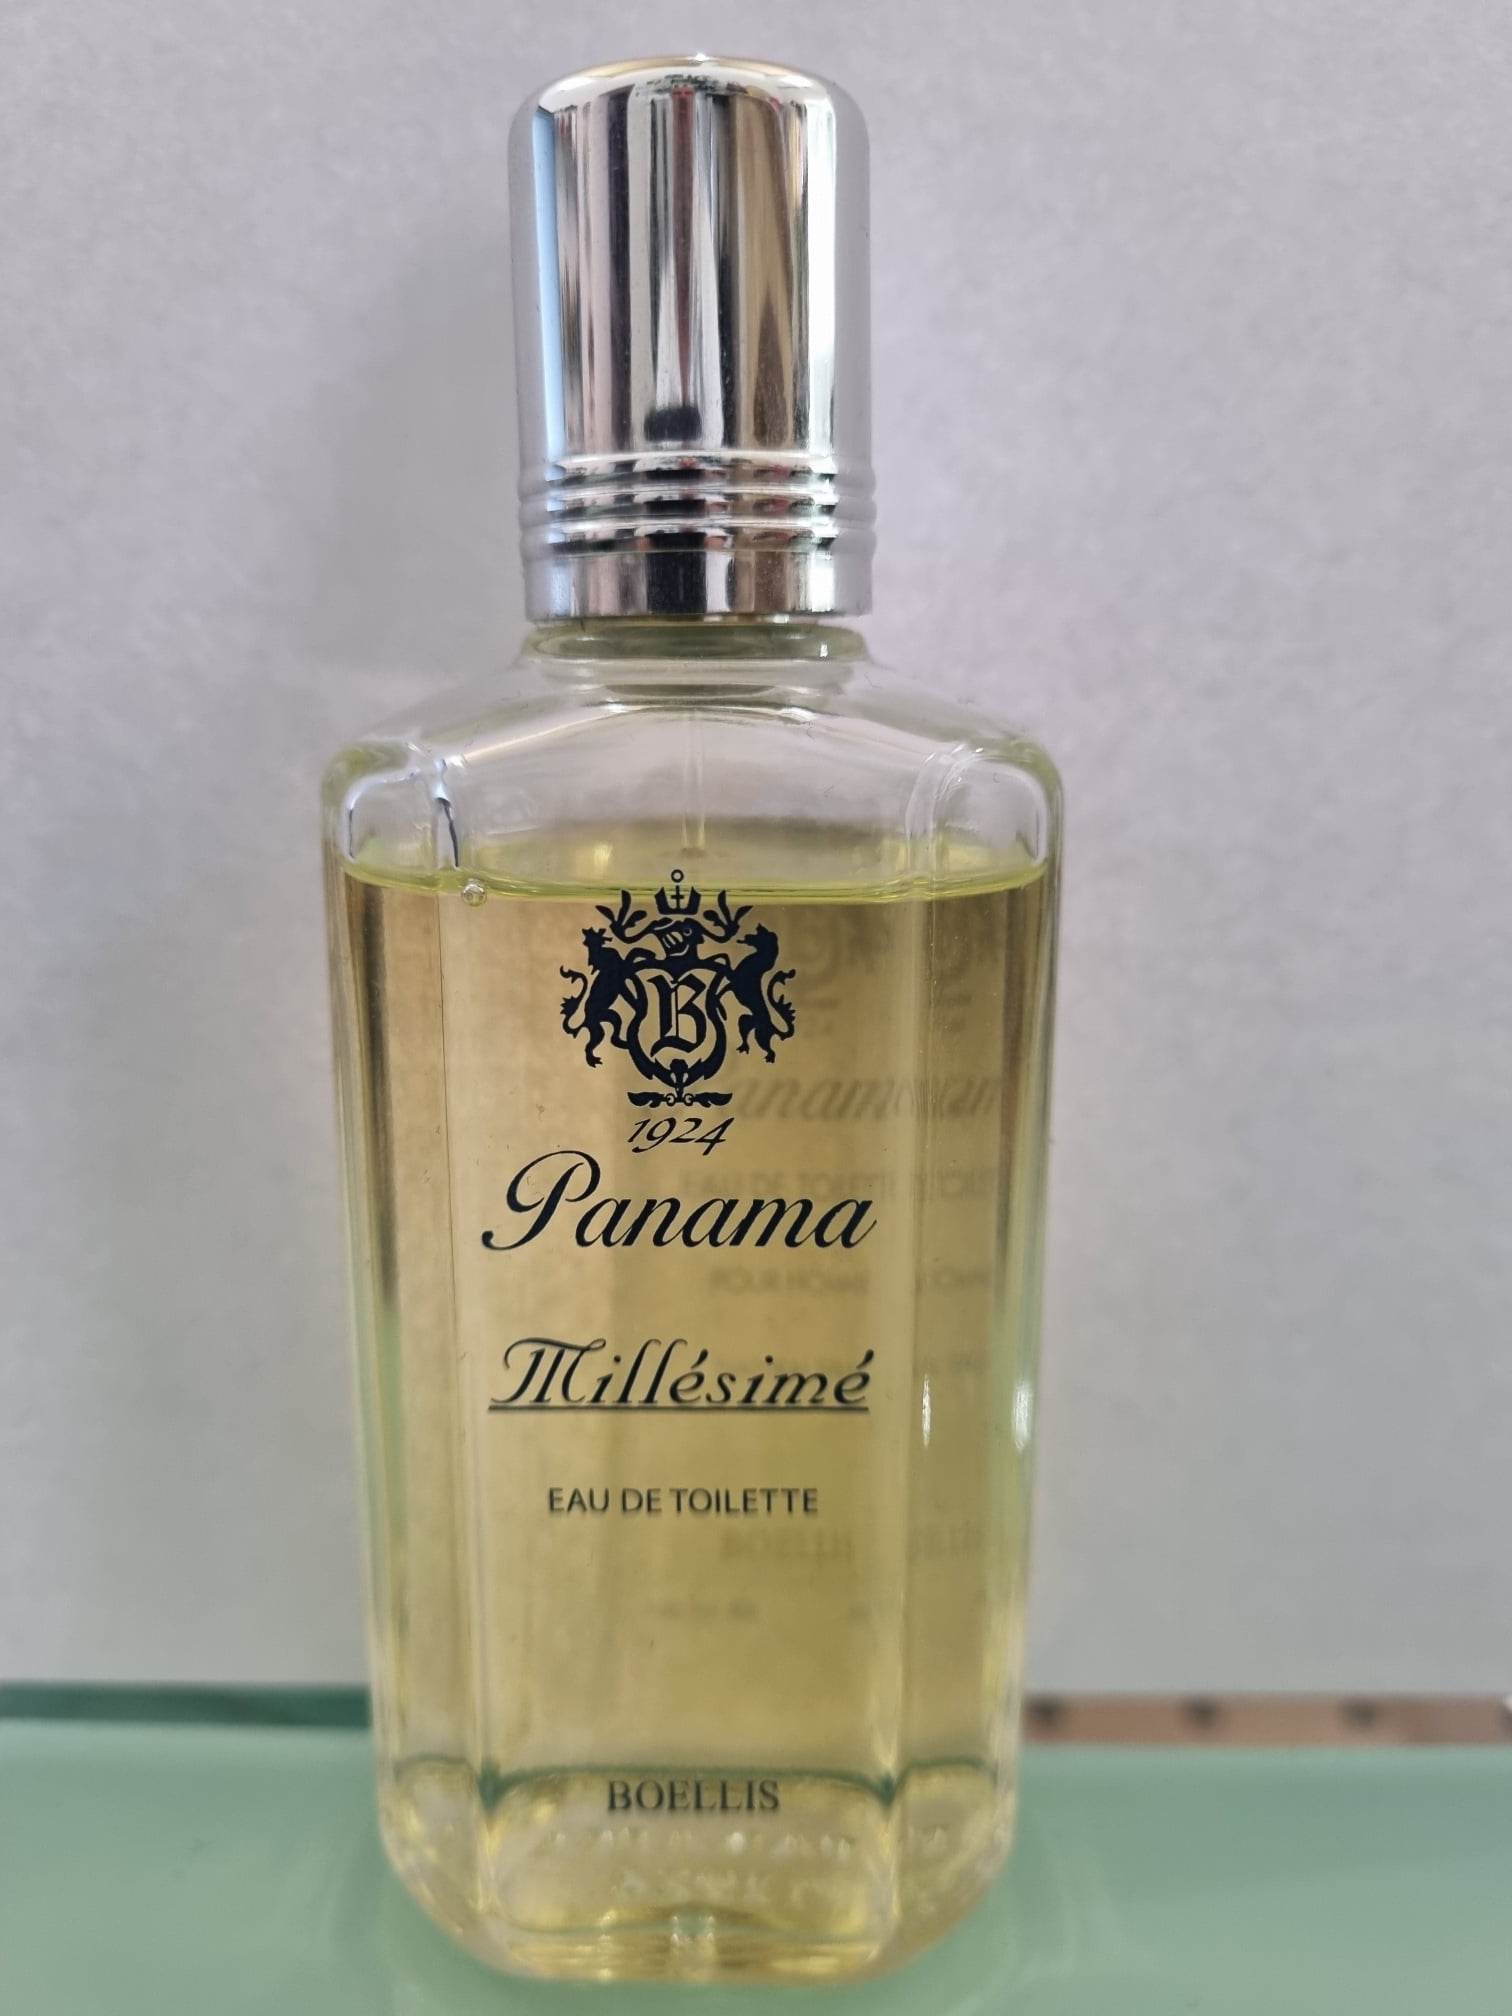 B
1924
Panama
Millésimé
EAU DE TOILETTE
BOELLIS